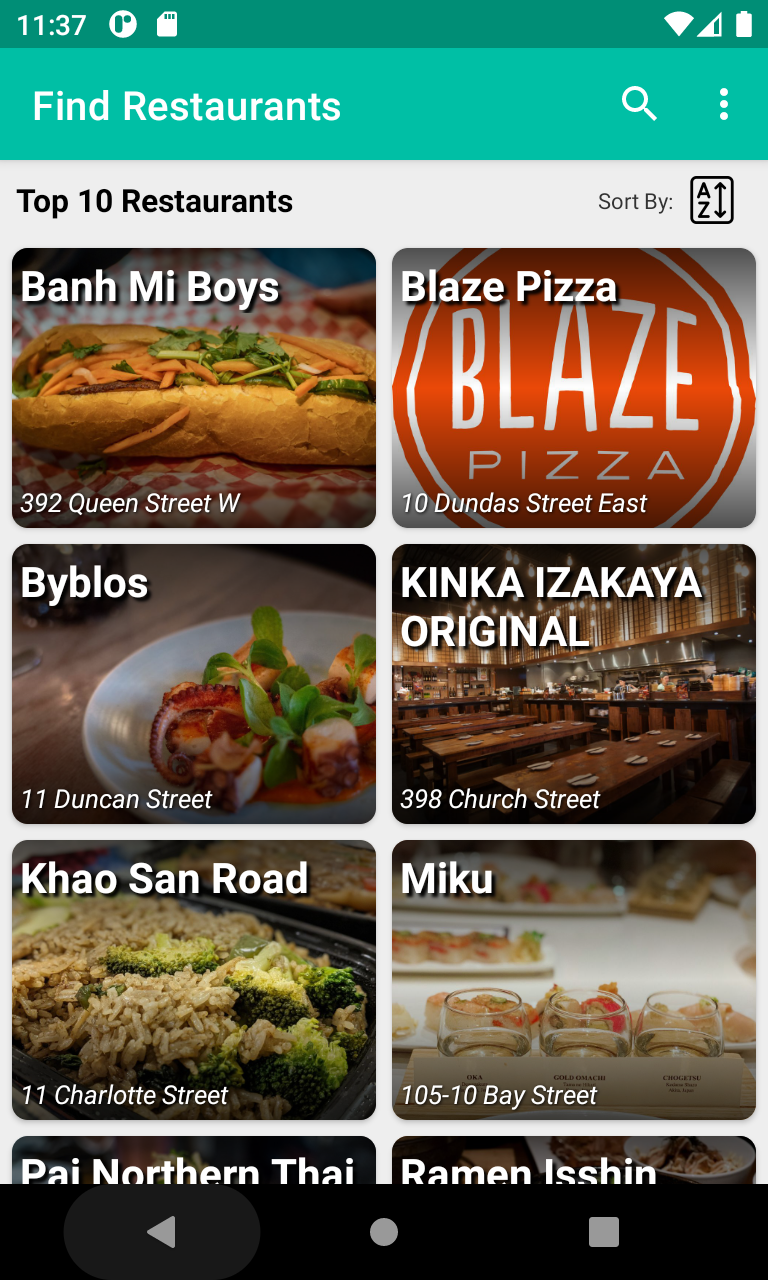 11:37
Find Restaurants
Top 10 Restaurants
Sort By:
A
Z
Banh Mi Boys
392 Queen Street W
Blaze Pizza
BLAZE
PIZZA
10 Dundas Street East
Byblos
11 Duncan Street
KINKA IZAKAYA
ORIGINAL
398 Church Street
Khao San Road
11 Charlotte Street
Miku
OKA
GOLD OMACHI
CHOGETSU
105-10 Bay Street
Pai Northern Thai
Ramen Isshin